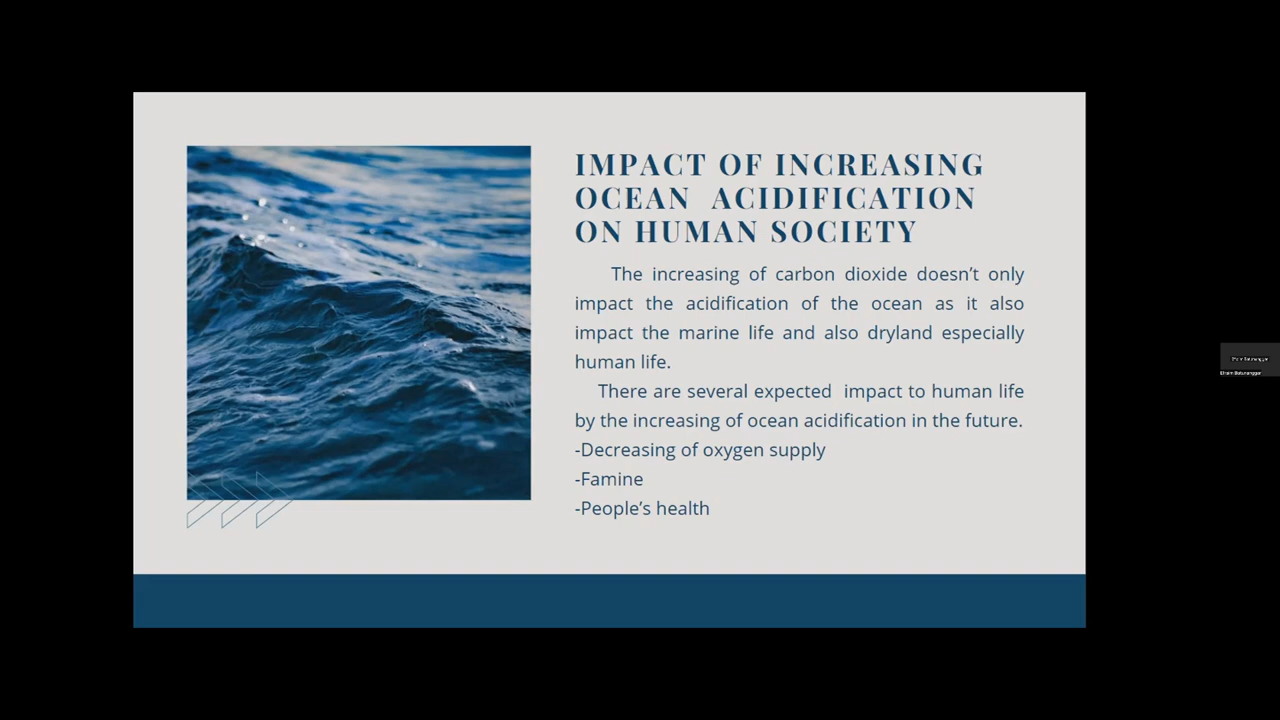 IMPACT OF INCREASING
OCEAN ACIDIFICATION
ON HUMAN SOCIETY
The increasing of carbon dioxide doesn't only
impact the acidification of the ocean as it also
impact the marine life and also dryland especially
human life.
There are several expected impact to human life
by the increasing of ocean acidification in the future.
-Decreasing of oxygen supply
-Famine
-People's health